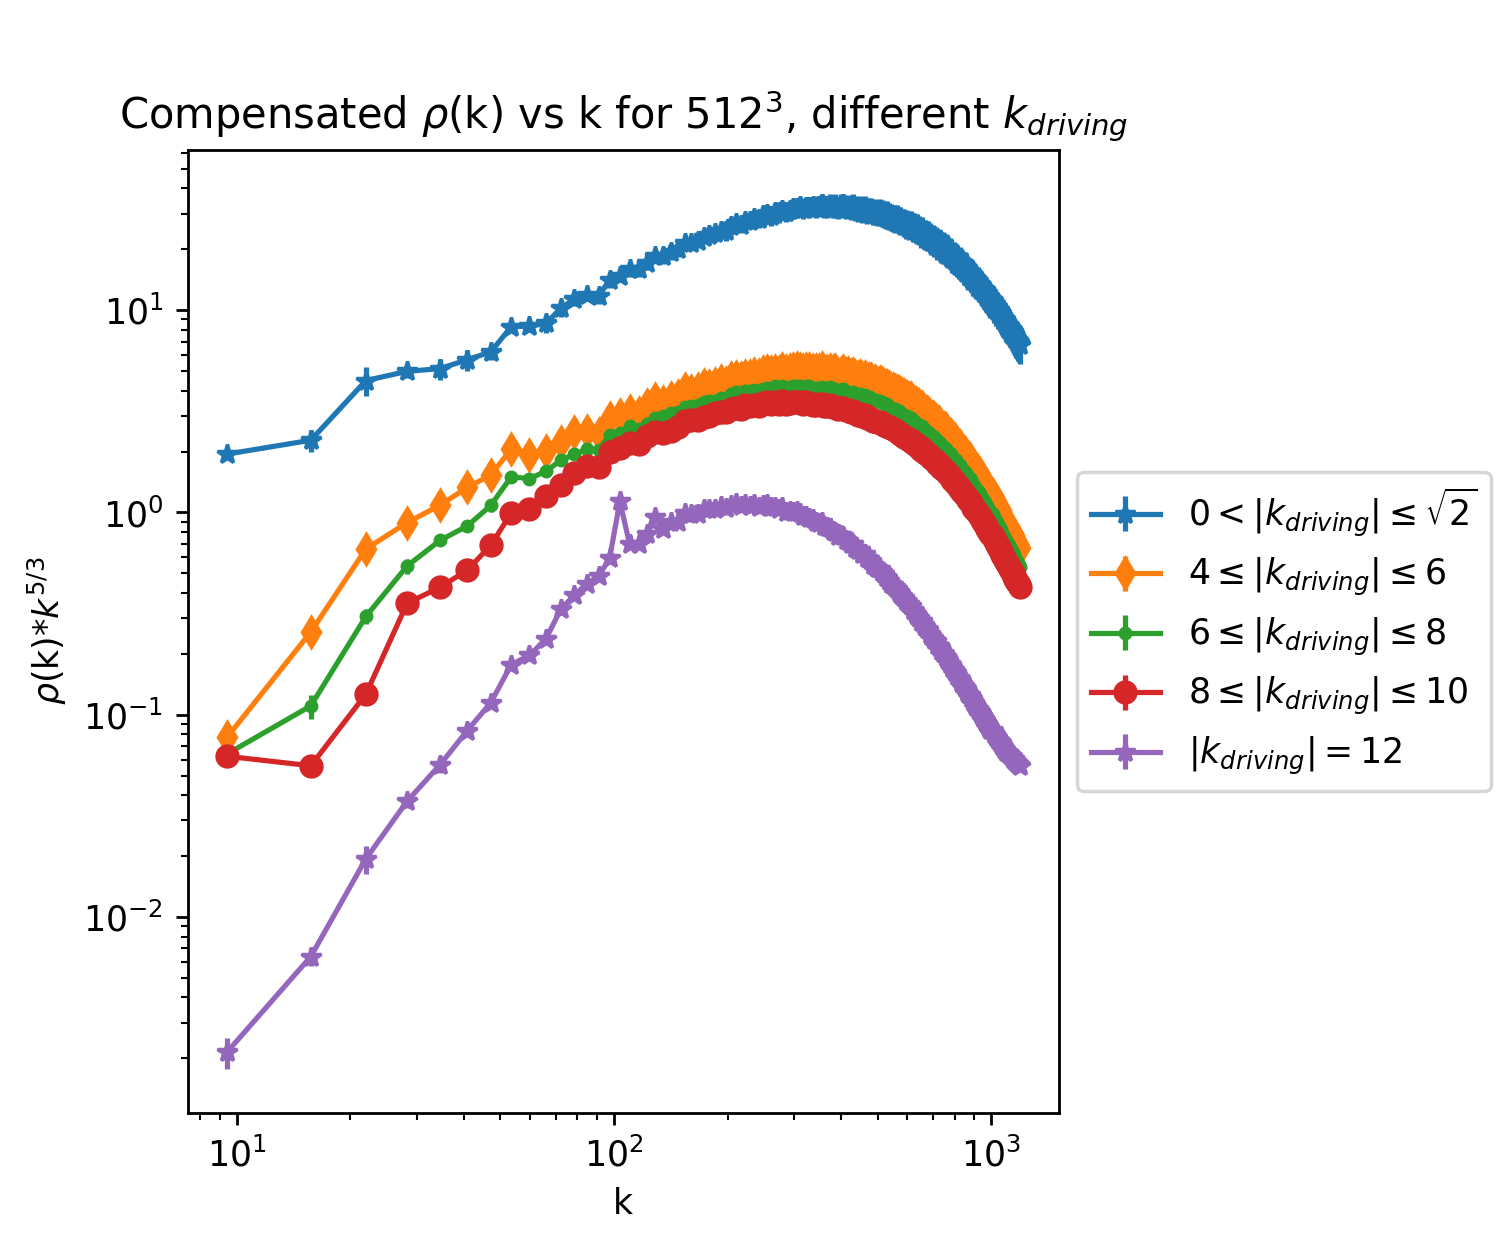 Compensated ρ(k) vs k for 512³, different k_driving
10¹
10⁰
10⁻¹
10⁻²
ρ(k)*k^5/3
10¹ 10² 10³
k
0 < |k_driving| ≤ √2
4 ≤ |k_driving| ≤ 6
6 ≤ |k_driving| ≤ 8
8 ≤ |k_driving| ≤ 10
|k_driving| = 12